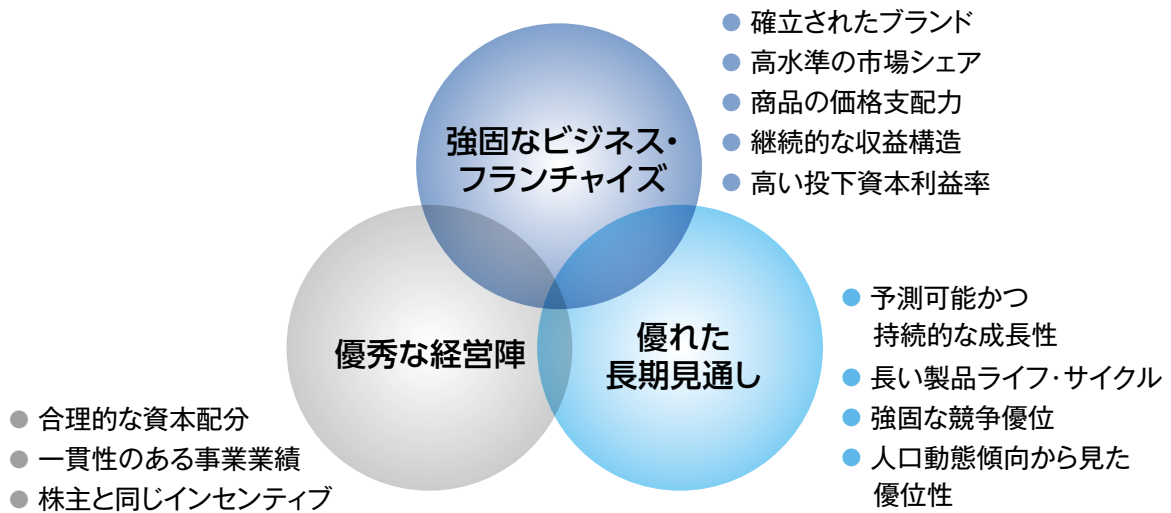 強固なビジネス・
フランチャイズ
● 確立されたブランド
● 高水準の市場シェア
● 商品の価格支配力
● 継続的な収益構造
● 高い投下資本利益率
優れた
長期見通し
● 予測可能かつ
持続的な成長性
● 長い製品ライフ・サイクル
● 強固な競争優位
● 人口動態傾向から見た
優位性
優秀な経営陣
● 合理的な資本配分
● 一貫性のある事業業績
● 株主と同じインセンティブ